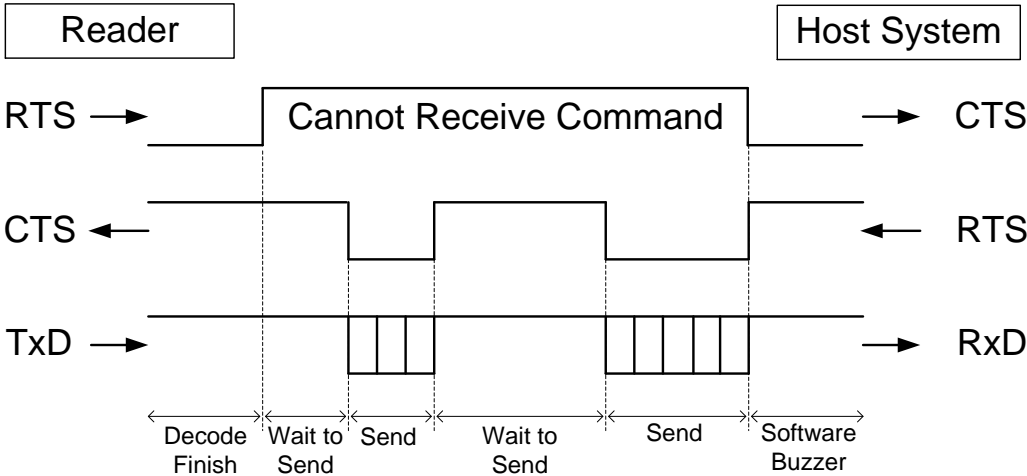 Reader
Host System
RTS
Cannot Receive Command
CTS
CTS
RTS
TxD
RxD
Decode
Finish
Wait to
Send
Send
Wait to
Send
Send
Software
Buzzer